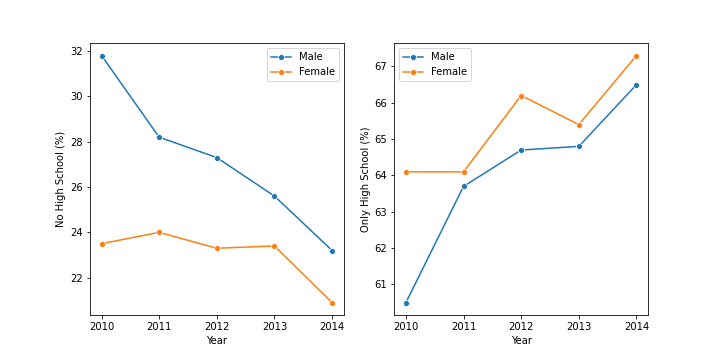 No High School (%)
32
30
28
26
24
22
Male
Female
2010
2011
2012
2013
2014
Year
Only High School (%)
67
66
65
64
63
62
61
Male
Female
2010
2011
2012
2013
2014
Year